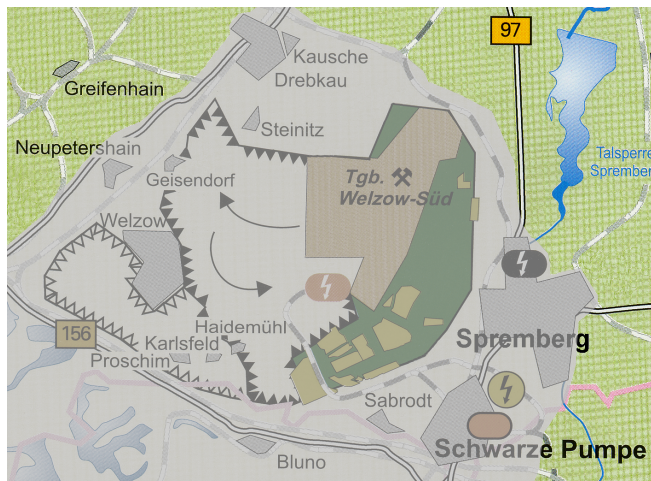 97
Kausche
Drebkau
Greifenhain
Steinitz
Neupetershain
Talsperre
Spremberg
Geisendorf
Tgb.
Welzow-Süd
Welzow
156
Haidemühl
Karlsfeld
Proschim
Spremberg
Sabrodt
Schwarze Pumpe
Bluno